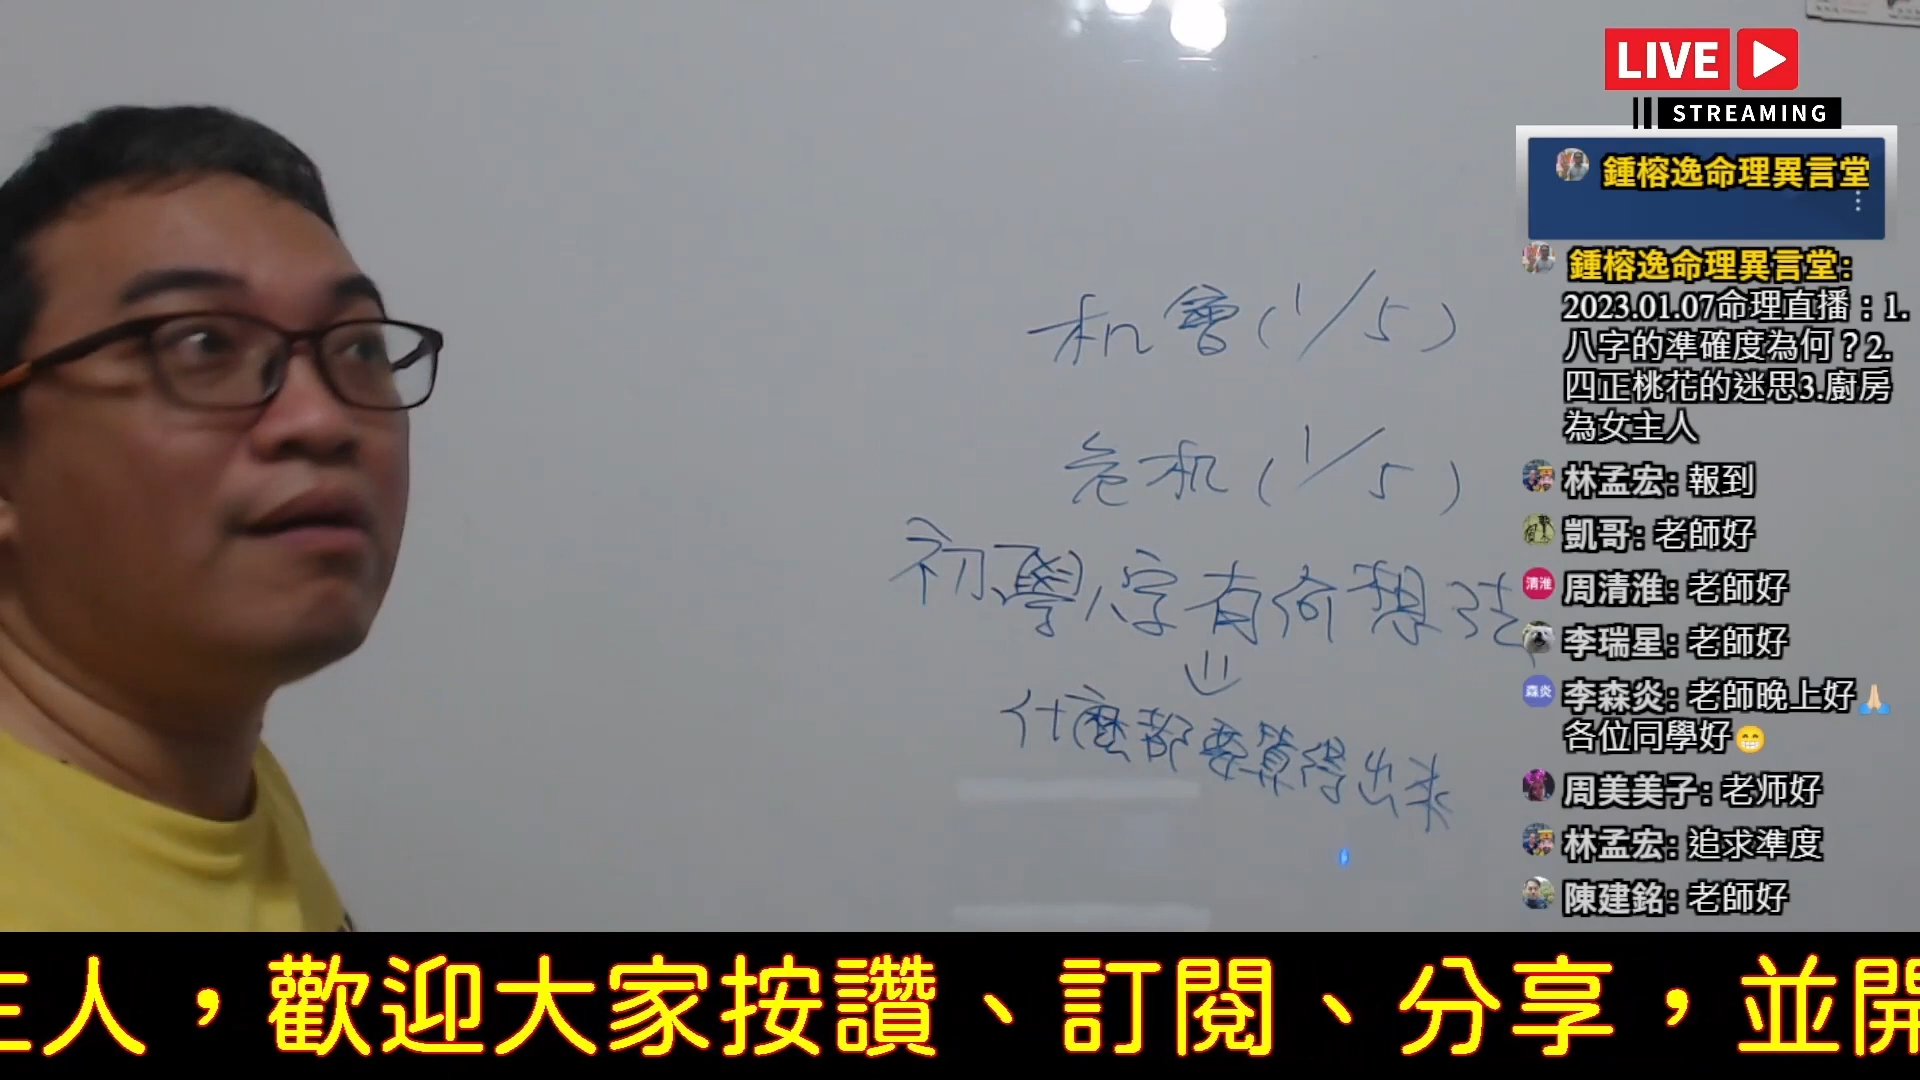 机會(1/5)
危机(1/5)
初學八字有何想法
什麼都要算得出來
LIVE
STREAMING
鍾榕逸命理異言堂
鍾榕逸命理異言堂:
2023.01.07命理直播：1.
八字的準確度為何？2.
四正桃花的迷思3.廚房
為女主人
林孟宏: 報到
凱哥: 老師好
清淮
周清淮: 老師好
李瑞星: 老師好
森炎
李森炎: 老師晚上好🙏🏻
各位同學好😁
周美美子: 老师好
林孟宏: 追求準度
陳建銘: 老師好
主人，歡迎大家按讚、訂閱、分享，並開